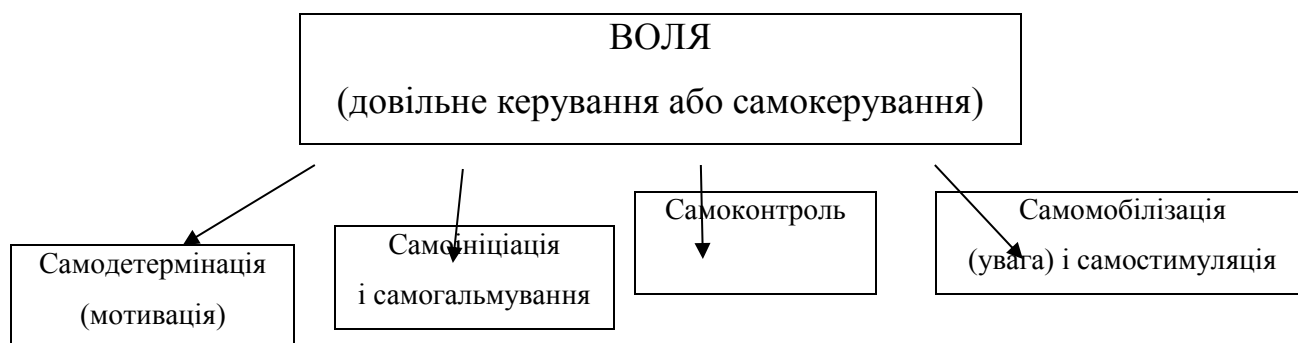 ВОЛЯ
(довільне керування або самокерування)
Самодетермінація
(мотивація)
Самоініціація
і самогальмування
Самоконтроль
Самомобілізація
(увага) і самостимуляція